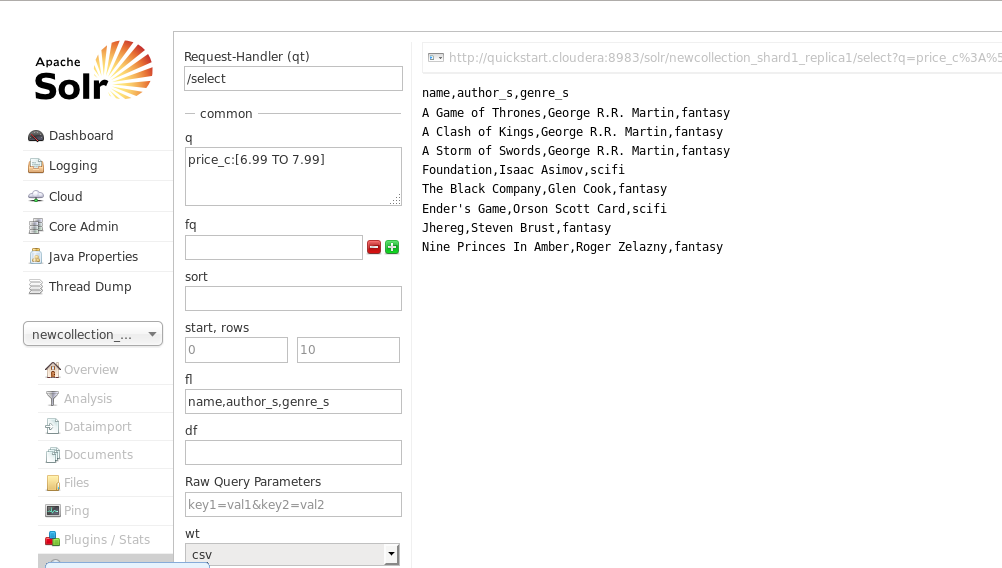 Apache
Solr
Dashboard
Logging
Cloud
Core Admin
Java Properties
Thread Dump
newcollection_...
Overview
Analysis
Dataimport
Documents
Files
Ping
Plugins / Stats
Request-Handler (qt)
/select
common
q
price_c:[6.99 TO 7.99]
fq
sort
start, rows
0
10
fl
name,author_s,genre_s
df
Raw Query Parameters
key1=val1&key2=val2
wt
csv
http://quickstart.cloudera:8983/solr/newcollection_shard1_replica1/select?q=price_c%3A%5
name,author_s,genre_s
A Game of Thrones,George R.R. Martin,fantasy
A Clash of Kings,George R.R. Martin,fantasy
A Storm of Swords,George R.R. Martin,fantasy
Foundation,Isaac Asimov,scifi
The Black Company,Glen Cook,fantasy
Ender's Game,Orson Scott Card,scifi
Jhereg,Steven Brust,fantasy
Nine Princes In Amber,Roger Zelazny,fantasy